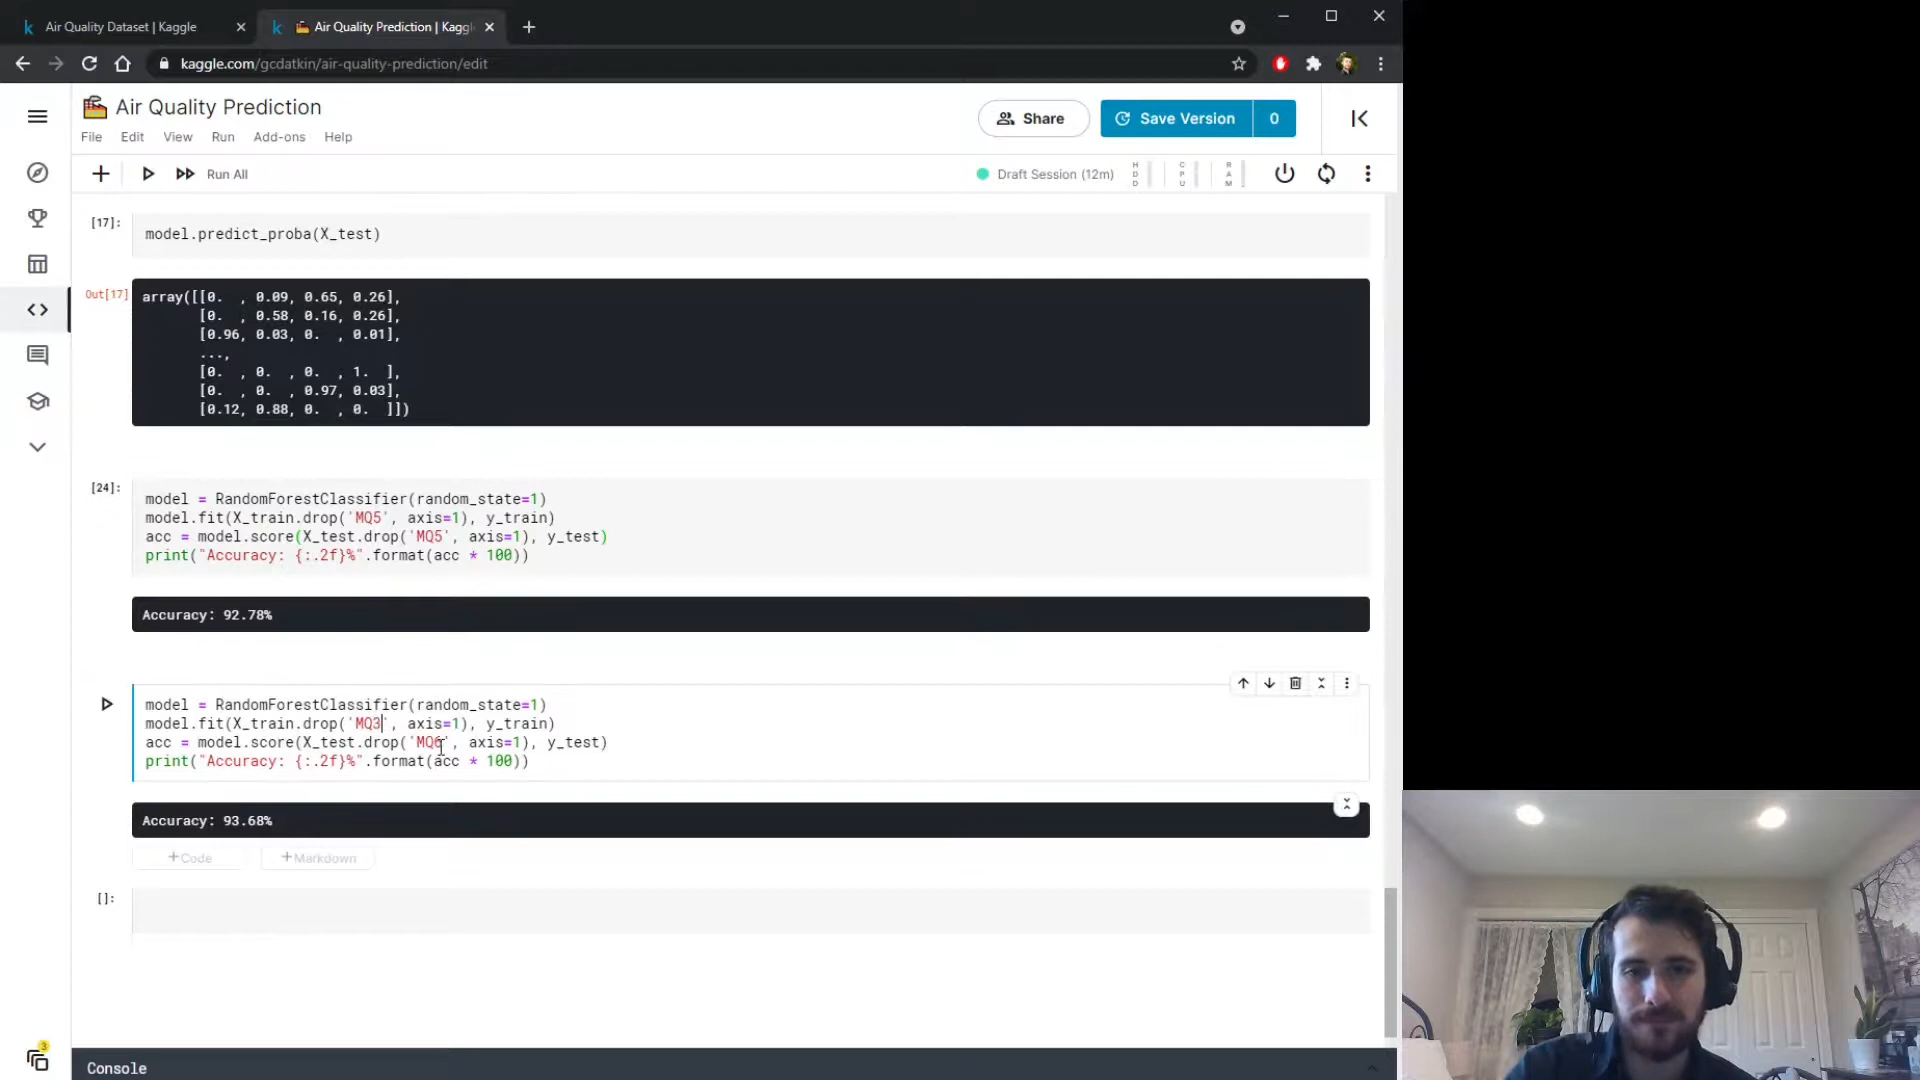 Air Quality Dataset | Kaggle
Air Quality Prediction | Kaggl
kaggle.com/gcdatkin/air-quality-prediction/edit
Air Quality Prediction
Share
Save Version
0
File
Edit
View
Run
Add-ons
Help
Run All
Draft Session (12m)
HDD
CPU
RAM
[17]:
model.predict_proba(X_test)
Out[17]
array([[0.  , 0.09, 0.65, 0.26],
[0.  , 0.58, 0.16, 0.26],
[0.96, 0.03, 0.  , 0.01],
...,
[0.  , 0.  , 0.  , 1.  ],
[0.  , 0.  , 0.97, 0.03],
[0.12, 0.88, 0.  , 0.  ]])
[24]:
model = RandomForestClassifier(random_state=1)
model.fit(X_train.drop('MQ5', axis=1), y_train)
acc = model.score(X_test.drop('MQ5', axis=1), y_test)
print("Accuracy: {:.2f}%".format(acc * 100))
Accuracy: 92.78%
model = RandomForestClassifier(random_state=1)
model.fit(X_train.drop('MQ3', axis=1), y_train)
acc = model.score(X_test.drop('MQ6', axis=1), y_test)
print("Accuracy: {:.2f}%".format(acc * 100))
Accuracy: 93.68%
+Code
+Markdown
[]:
3
Console